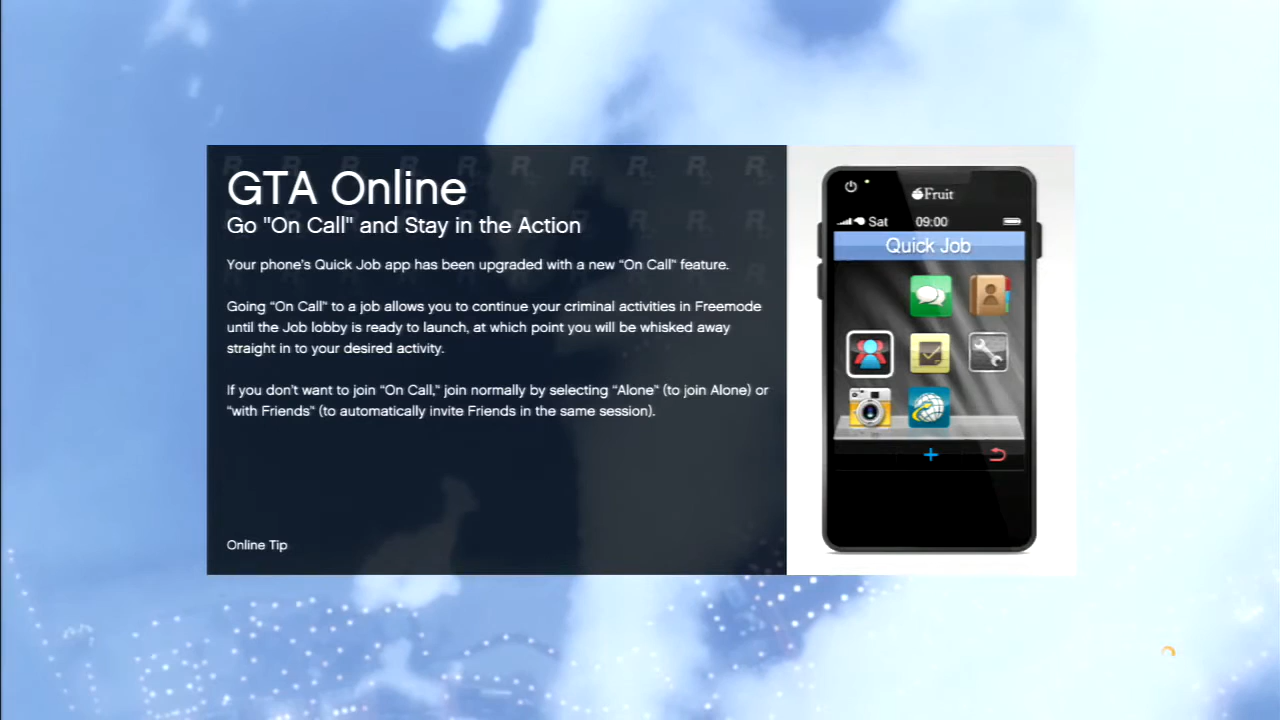 GTA Online
Go "On Call" and Stay in the Action
Your phone's Quick Job app has been upgraded with a new “On Call” feature.
Going “On Call” to a job allows you to continue your criminal activities in Freemode
until the Job lobby is ready to launch, at which point you will be whisked away
straight in to your desired activity.
If you don't want to join “On Call,” join normally by selecting “Alone” (to join Alone) or
“with Friends” (to automatically invite Friends in the same session).
Online Tip
Fruit
Sat 09:00
Quick Job